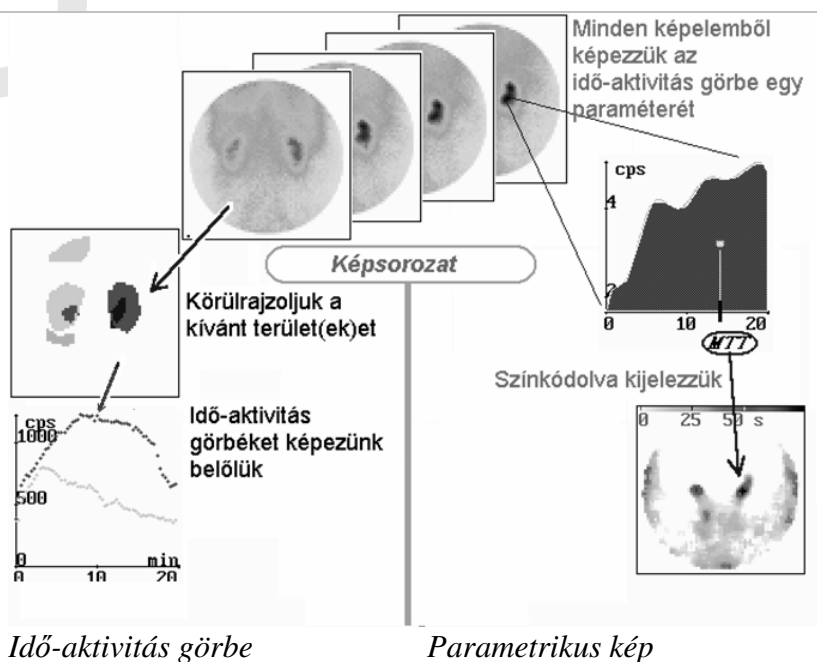 Minden képelemből
képezzük az
idő-aktivitás görbe egy
paraméterét
cps
4
2
0 10 20
MTT
Képsorozat
Körülrajzoljuk a
kívánt terület(ek)et
Színkódolva kijelezzük
0 25 50 s
Idő-aktivitás
görbéket képezünk
belőlük
cps
1000
500
0
min
0 10 20
Idő-aktivitás görbe
Parametrikus kép